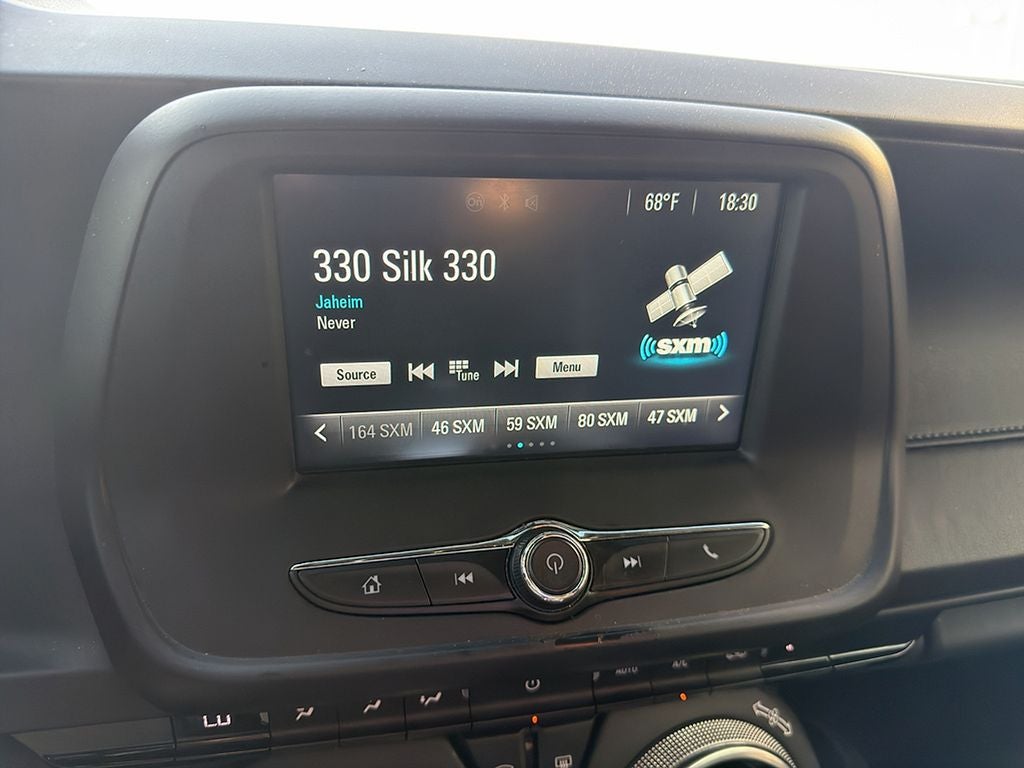 68°F 18:30
330 Silk 330
Jaheim
Never
sxm
Source Tune Menu
164 SXM 46 SXM 59 SXM 80 SXM 47 SXM
AUTO A/C